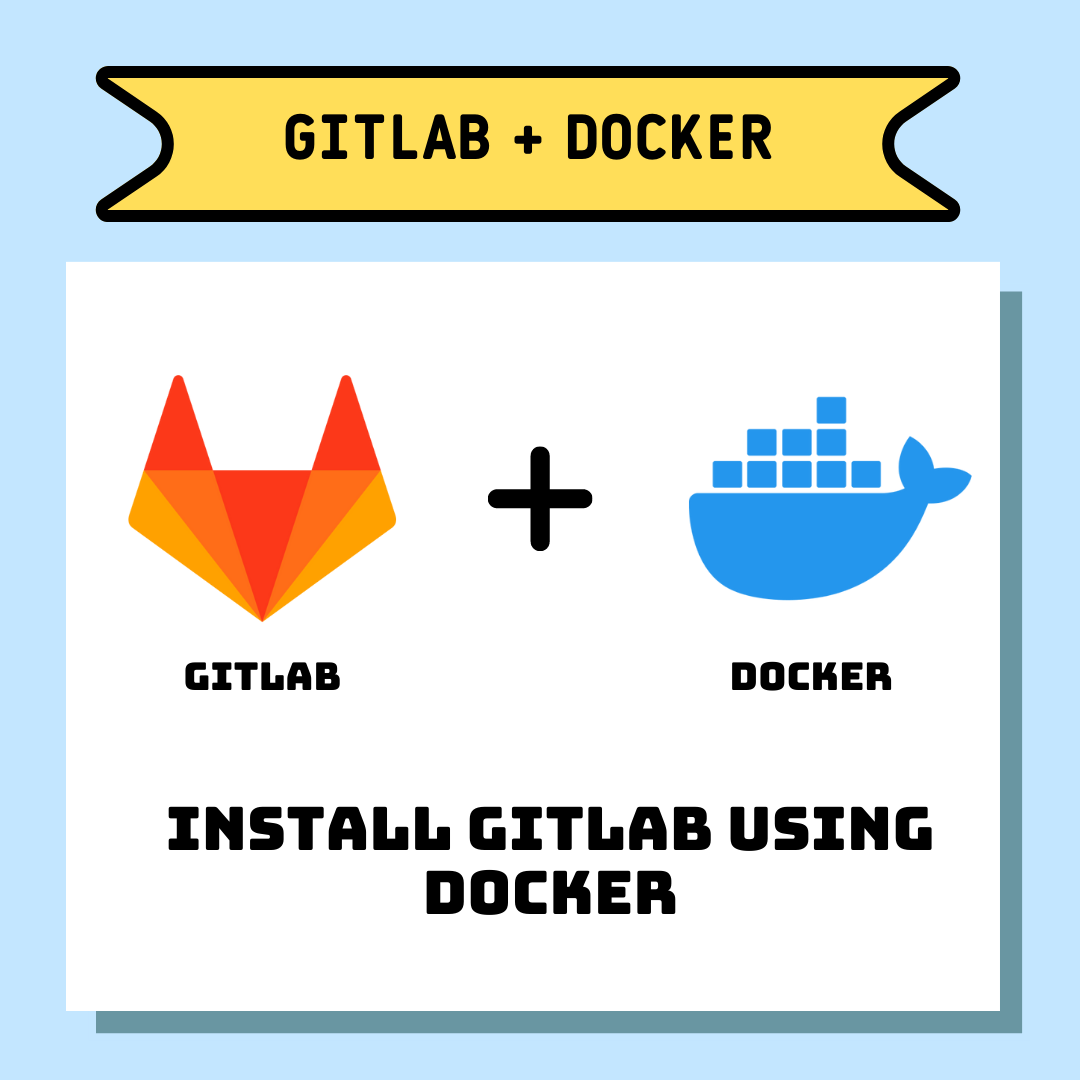 GITLAB + DOCKER
GITLAB
DOCKER
INSTALL GITLAB USING
DOCKER